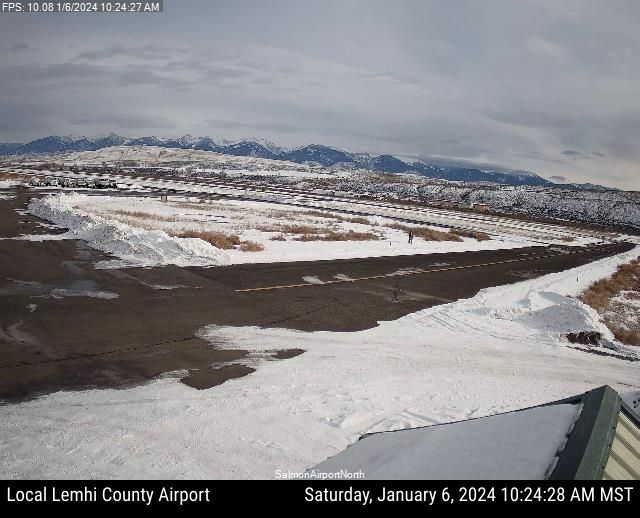 FPS: 10.08 1/6/2024 10:24:27 AM
SalmonAirportNorth
Local Lemhi County Airport Saturday, January 6, 2024 10:24:28 AM MST